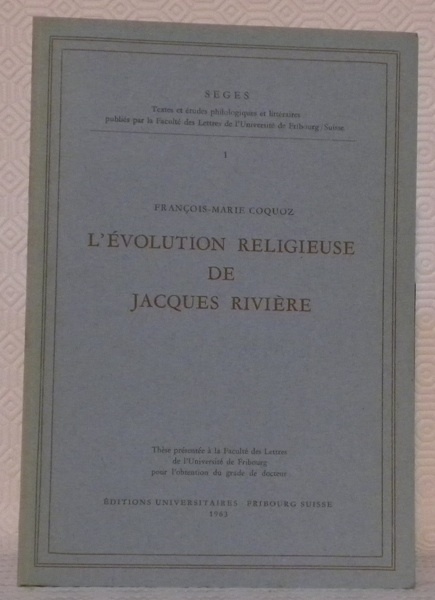 SEGES
Textes et études philologiques et littéraires
publiés par la Faculté des Lettres de l'Université de Fribourg Suisse
1
FRANÇOIS-MARIE COQUOZ
L'ÉVOLUTION RELIGIEUSE
DE
JACQUES RIVIÈRE
Thèse présentée à la Faculté des Lettres
de l'Université de Fribourg
pour l'obtention du grade de docteur
ÉDITIONS UNIVERSITAIRES FRIBOURG SUISSE
1963